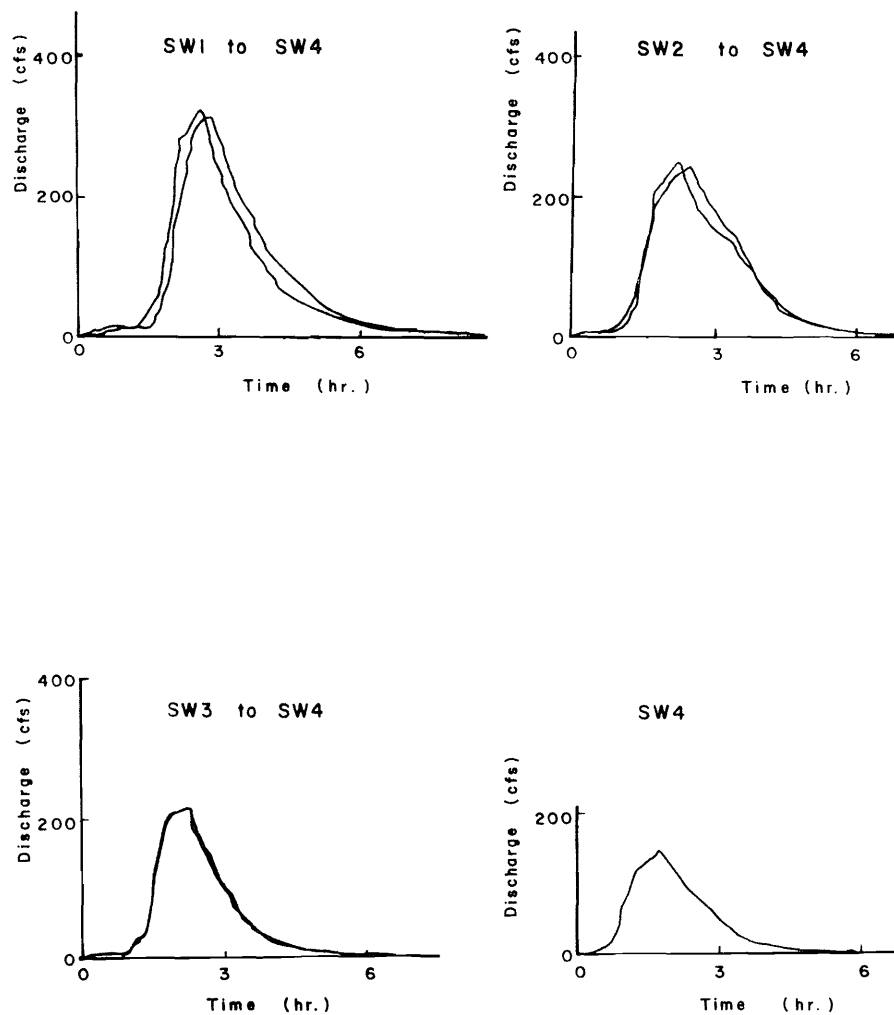 SW1 to SW4
Discharge (cfs)
400
200
0
0 3 6
Time (hr.)
SW2 to SW4
Discharge (cfs)
400
200
0
0 3 6
Time (hr.)
SW3 to SW4
Discharge (cfs)
400
200
0
0 3 6
Time (hr.)
SW4
Discharge (cfs)
200
0
0 3 6
Time (hr.)